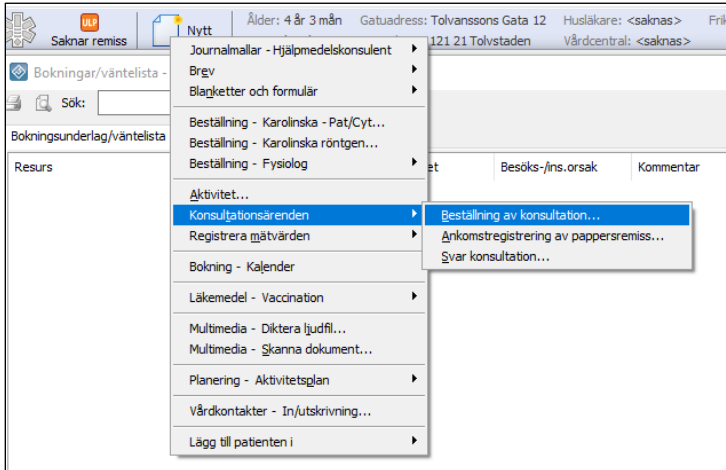 ULP
Saknar remiss
Nytt
Ålder: 4 år 3 mån Gatuadress: Tolvanssons Gata 12 Husläkare: <saknas>
121 21 Tolvstaden Vårdcentral: <saknas>
Bokningar/väntelista -
Sök:
Bokningsunderlag/väntelista
Resurs
Besöks-/ins.orsak Kommentar
Journalmallar - Hjälpmedelskonsulent
Brev
Blanketter och formulär
Beställning - Karolinska - Pat/Cyt...
Beställning - Karolinska röntgen...
Beställning - Fysiolog
Aktivitet...
Konsultationsärenden
Registrera mätvärden
Bokning - Kalender
Läkemedel - Vaccination
Multimedia - Diktera ljudfil...
Multimedia - Skanna dokument...
Planering - Aktivitetsplan
Vårdkontakter - In/utskrivning...
Lägg till patienten i
Beställning av konsultation...
Ankomstregistrering av pappersremiss...
Svar konsultation...